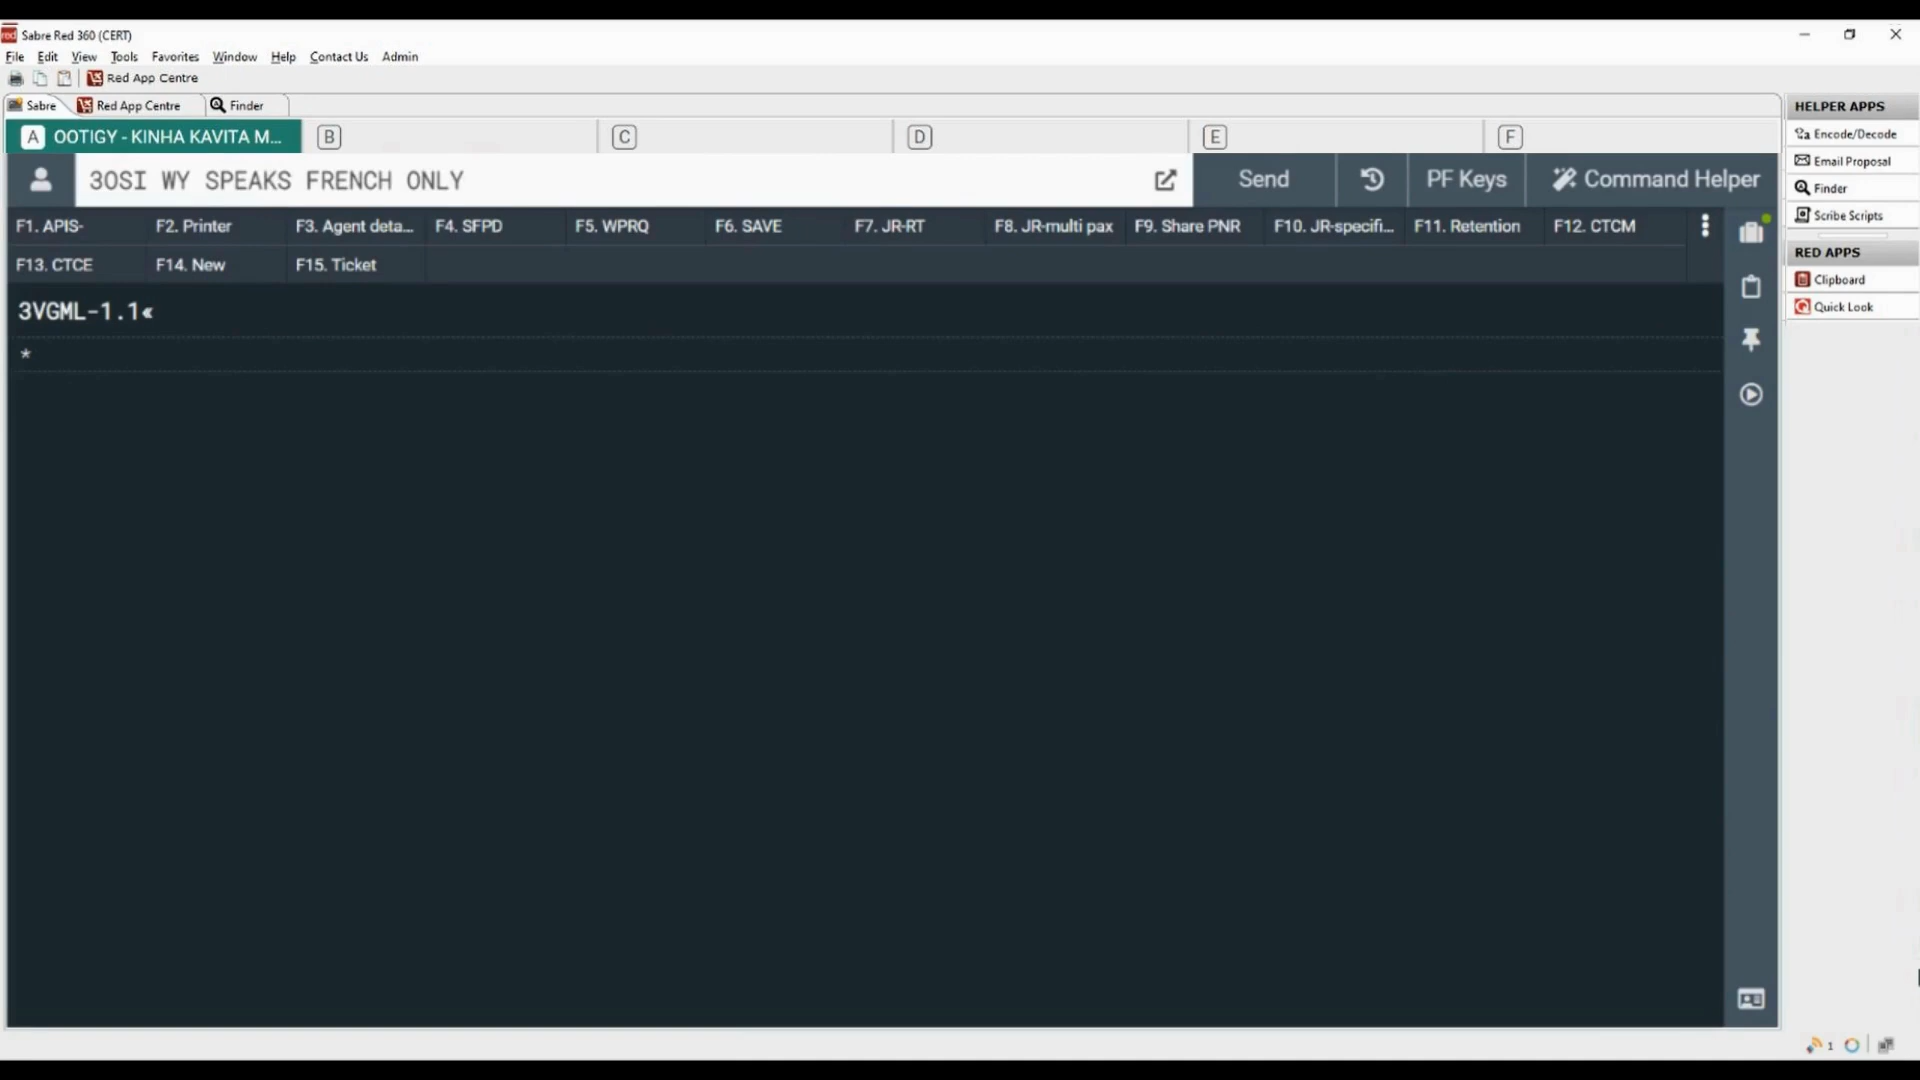 red Sabre Red 360 (CERT)
File Edit View Tools Favorites Window Help Contact Us Admin
Red App Centre
Sabre Red App Centre Finder
A OOTIGY - KINHA KAVITA M... B C D E F
3OSI WY SPEAKS FRENCH ONLY Send PF Keys Command Helper
F1. APIS- F2. Printer F3. Agent deta... F4. SFPD F5. WPRQ F6. SAVE F7. JR-RT F8. JR-multi pax F9. Share PNR F10. JR-specifi... F11. Retention F12. CTCM
F13. CTCE F14. New F15. Ticket
3VGML-1.1«
*
HELPER APPS
Encode/Decode
Email Proposal
Finder
Scribe Scripts
RED APPS
Clipboard
Quick Look
1